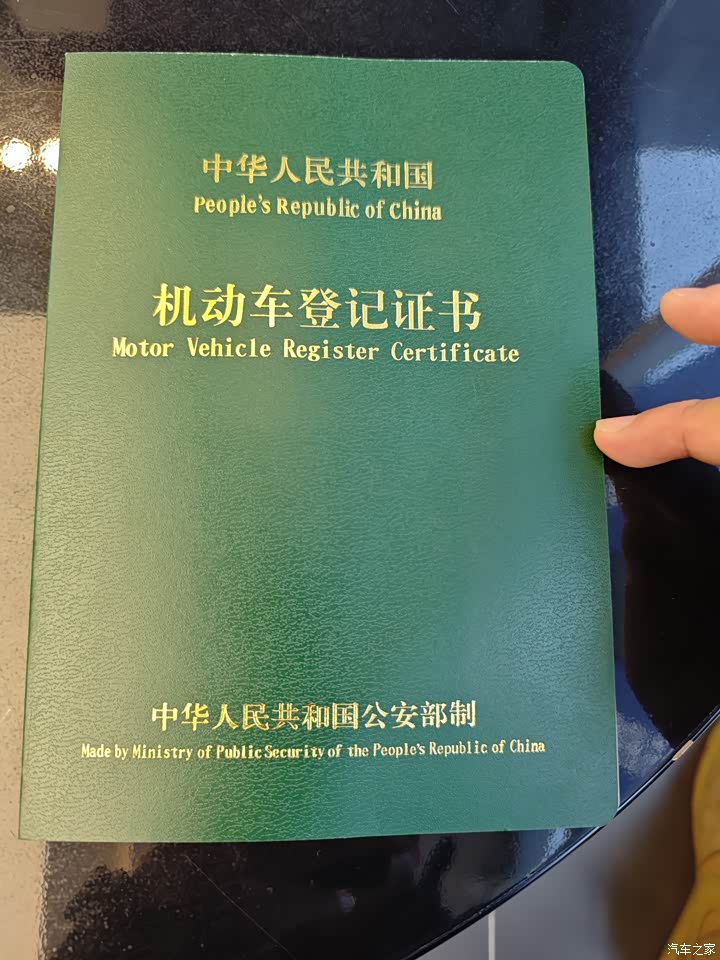 中华人民共和国
People's Republic of China
机动车登记证书
Motor Vehicle Register Certificate
中华人民共和国公安部制
Made by Ministry of Public Security of the People's Republic of China
汽车之家